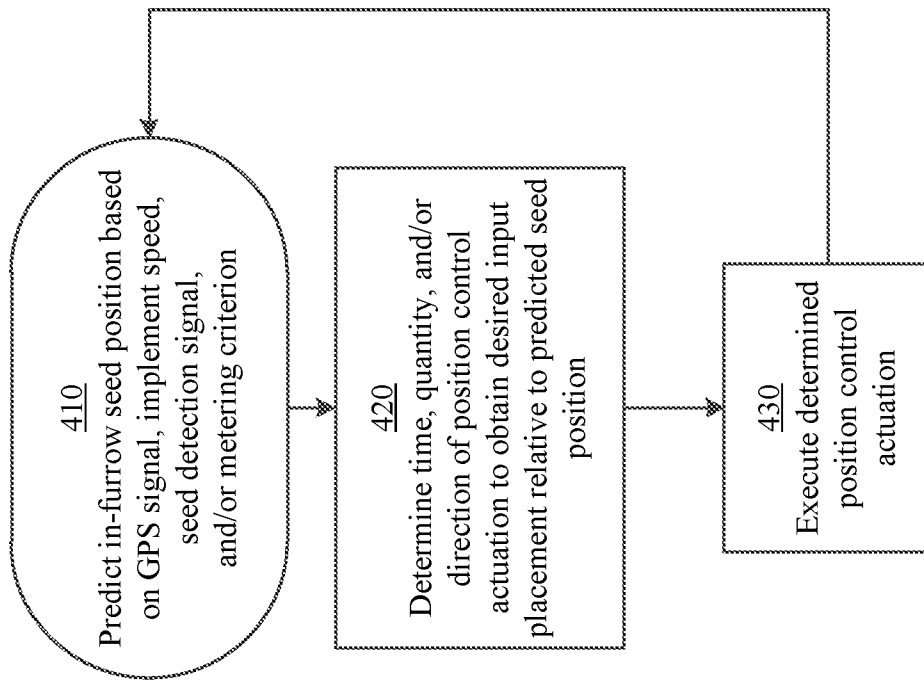 410
Predict in-furrow seed position based
on GPS signal, implement speed,
seed detection signal,
and/or metering criterion
420
Determine time, quantity, and/or
direction of position control
actuation to obtain desired input
placement relative to predicted seed
position
430
Execute determined
position control
actuation